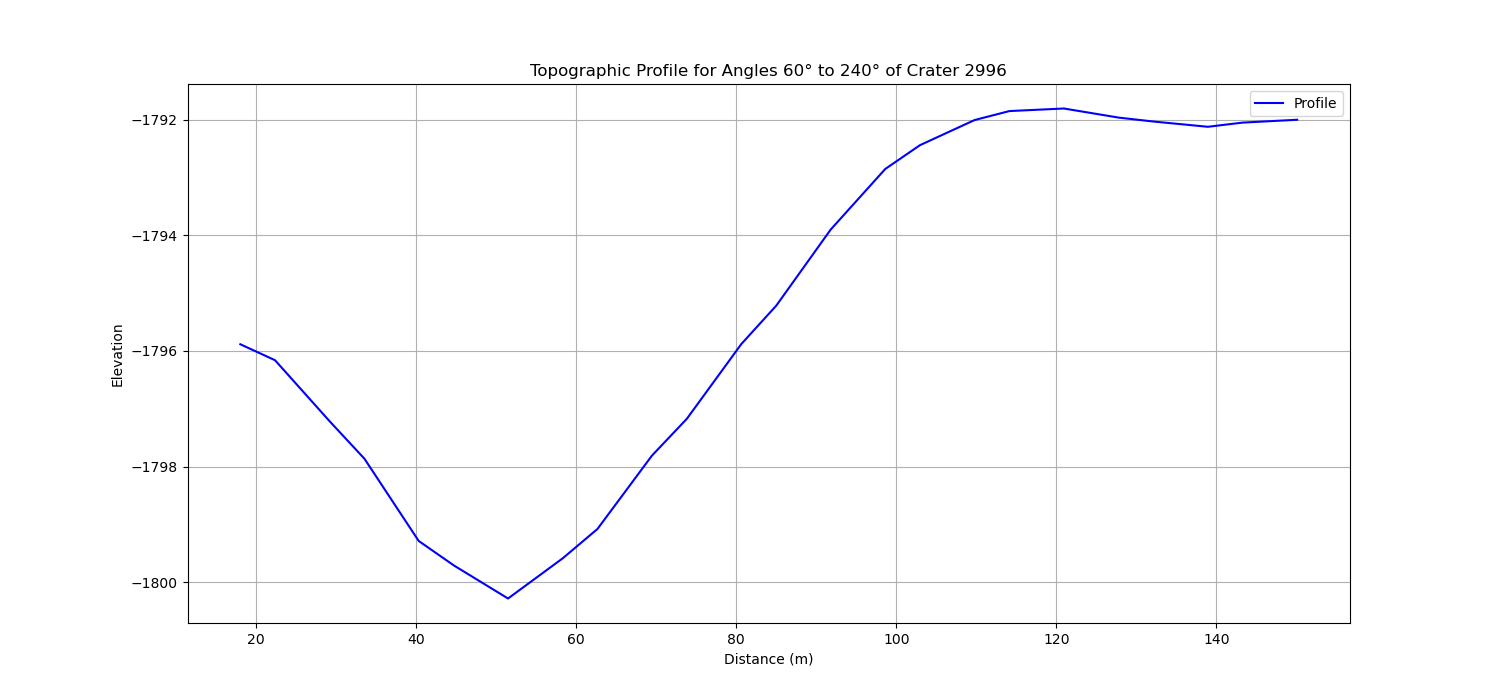 Topographic Profile for Angles 60° to 240° of Crater 2996
Profile
−1792
−1794
−1796
−1798
−1800
Elevation
20 40 60 80 100 120 140
Distance (m)